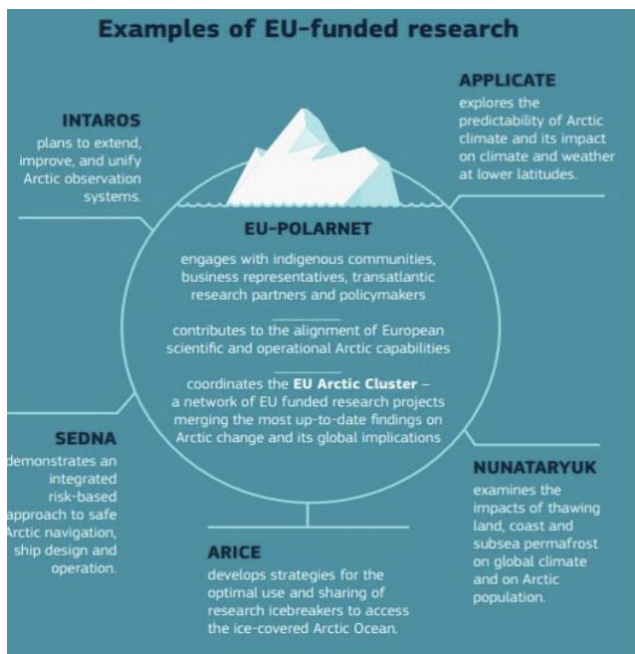 Examples of EU-funded research
INTAROS
plans to extend,
improve, and unify
Arctic observation
systems.
APPLICATE
explores the
predictability of Arctic
climate and its impact
on climate and weather
at lower latitudes.
EU-POLARNET
engages with indigenous communities,
business representatives, transatlantic
research partners and policymakers
contributes to the alignment of European
scientific and operational Arctic capabilities
coordinates the EU Arctic Cluster –
a network of EU funded research projects
merging the most up-to-date findings on
Arctic change and its global implications
SEDNA
demonstrates an
integrated
risk-based
approach to safe
Arctic navigation,
ship design and
operation.
ARICE
develops strategies for the
optimal use and sharing of
research icebreakers to access
the ice-covered Arctic Ocean.
NUNATARYUK
examines the
impacts of thawing
land, coast and
subsea permafrost
on global climate
and on Arctic
population.